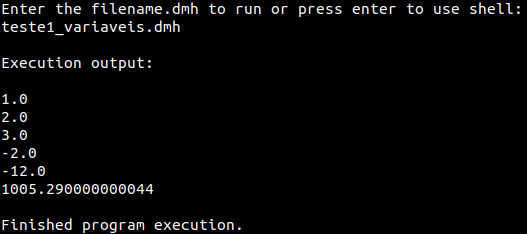 Enter the filename.dmh to run or press enter to use shell:
teste1_variaveis.dmh
Execution output:
1.0
2.0
3.0
-2.0
-12.0
1005.290000000044
Finished program execution.